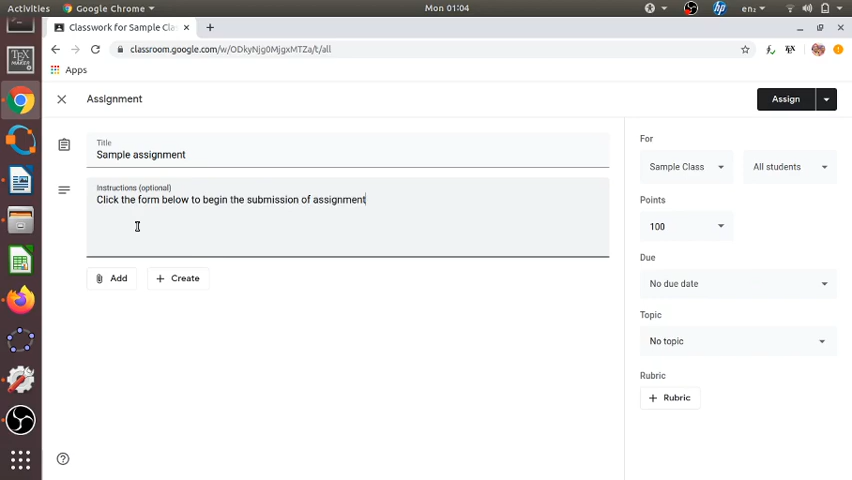 Activities Google Chrome Mon 01:04 en₂
Classwork for Sample Cla
classroom.google.com/w/ODkyNjg0MjgxMTZa/t/all
Apps
Assignment Assign
Title
Sample assignment
Instructions (optional)
Click the form below to begin the submission of assignment
Add Create
For
Sample Class All students
Points
100
Due
No due date
Topic
No topic
Rubric
Rubric